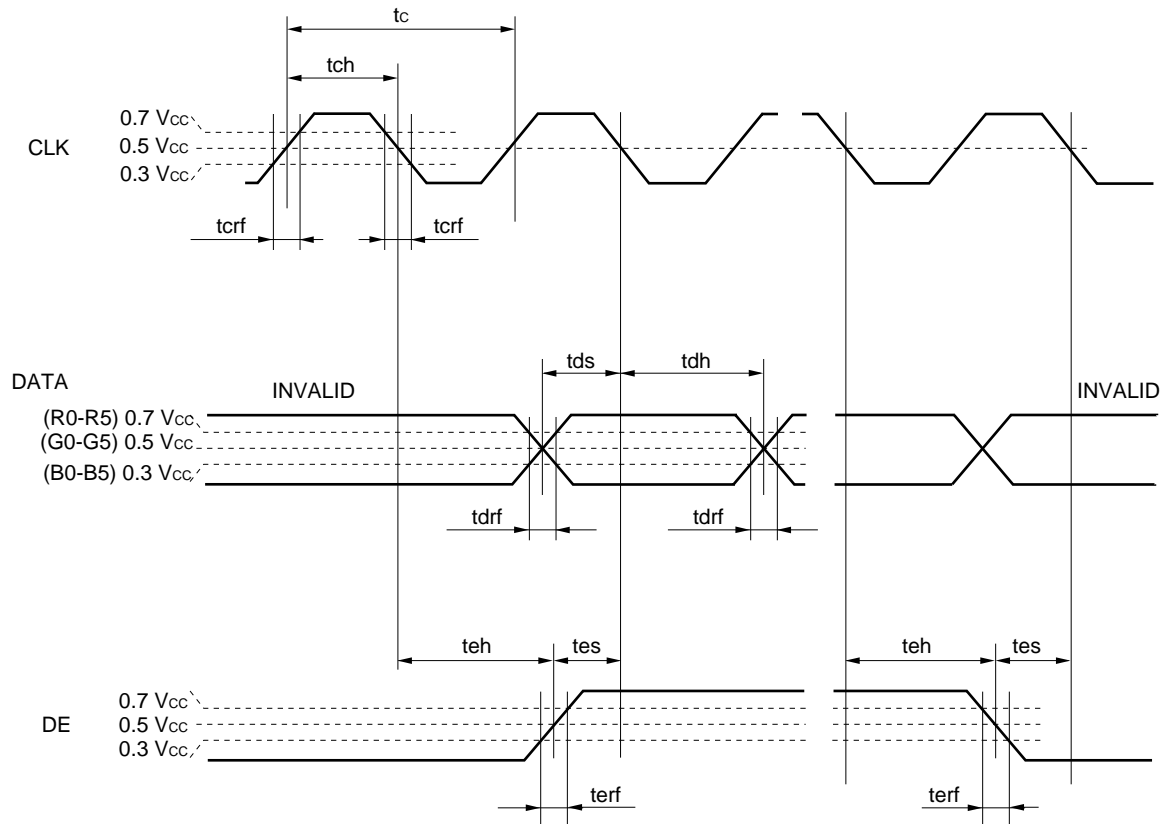 tc
tch
0.7 Vcc
CLK 0.5 Vcc
0.3 Vcc
tcrf tcrf
tds tdh
DATA
INVALID INVALID
(R0-R5) 0.7 Vcc
(G0-G5) 0.5 Vcc
(B0-B5) 0.3 Vcc
tdrf tdrf
teh tes teh tes
0.7 Vcc
DE 0.5 Vcc
0.3 Vcc
terf terf